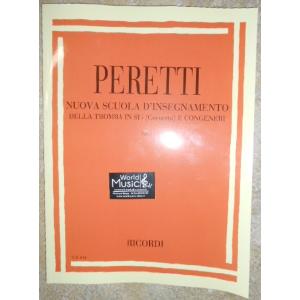 PERETTI
NUOVA SCUOLA D'INSEGNAMENTO
DELLA TROMBA IN SI♭ (Cornetta) E CONGENERI
World
Music
RICORDI